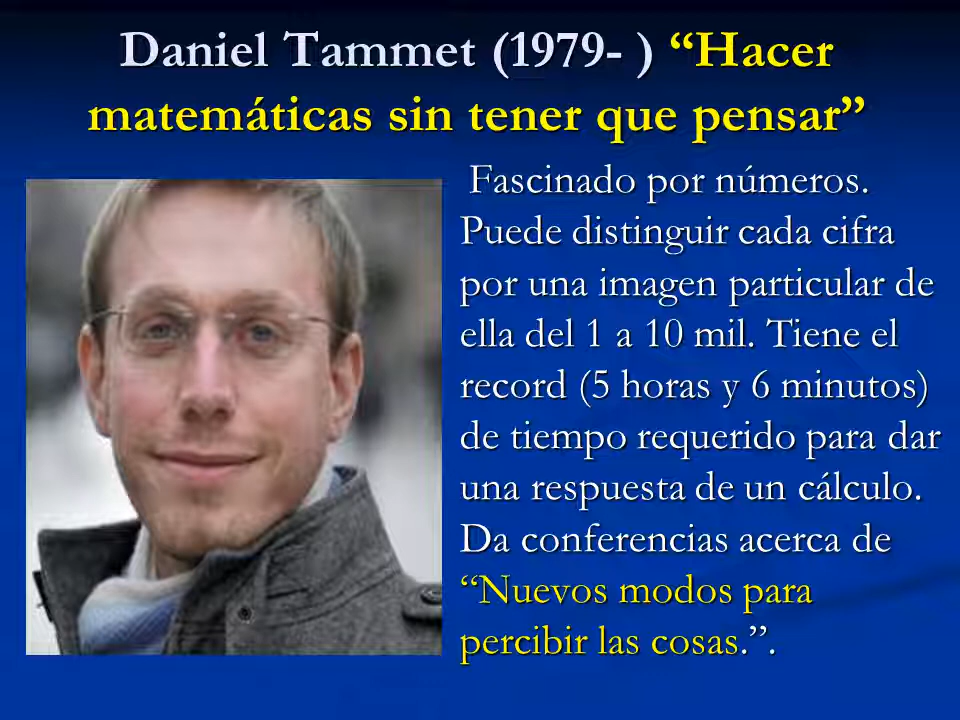 Daniel Tammet (1979- ) “Hacer
matemáticas sin tener que pensar”
Fascinado por números.
Puede distinguir cada cifra
por una imagen particular de
ella del 1 a 10 mil. Tiene el
record (5 horas y 6 minutos)
de tiempo requerido para dar
una respuesta de un cálculo.
Da conferencias acerca de
“Nuevos modos para
percibir las cosas.”.